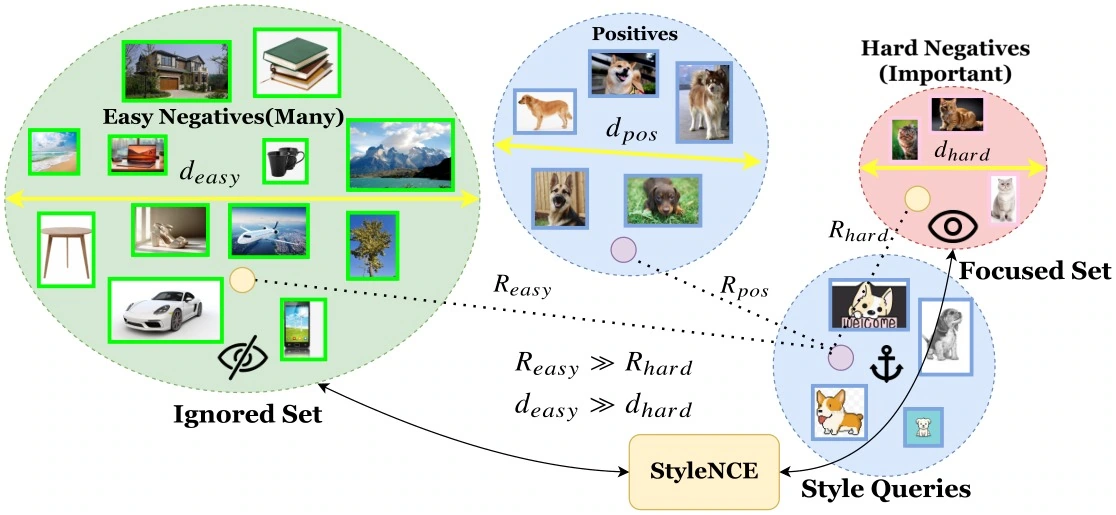 Positives
Hard Negatives
(Important)
Easy Negatives(Many)
d_easy
d_pos
d_hard
R_hard
Focused Set
R_easy
R_pos
WELCOME
R_easy ≫ R_hard
d_easy ≫ d_hard
Ignored Set
StyleNCE
Style Queries